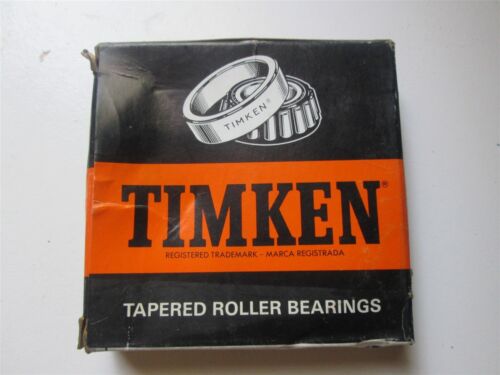 TIMKEN®
TIMKEN®
REGISTERED TRADEMARK - MARCA REGISTRADA
TAPERED ROLLER BEARINGS